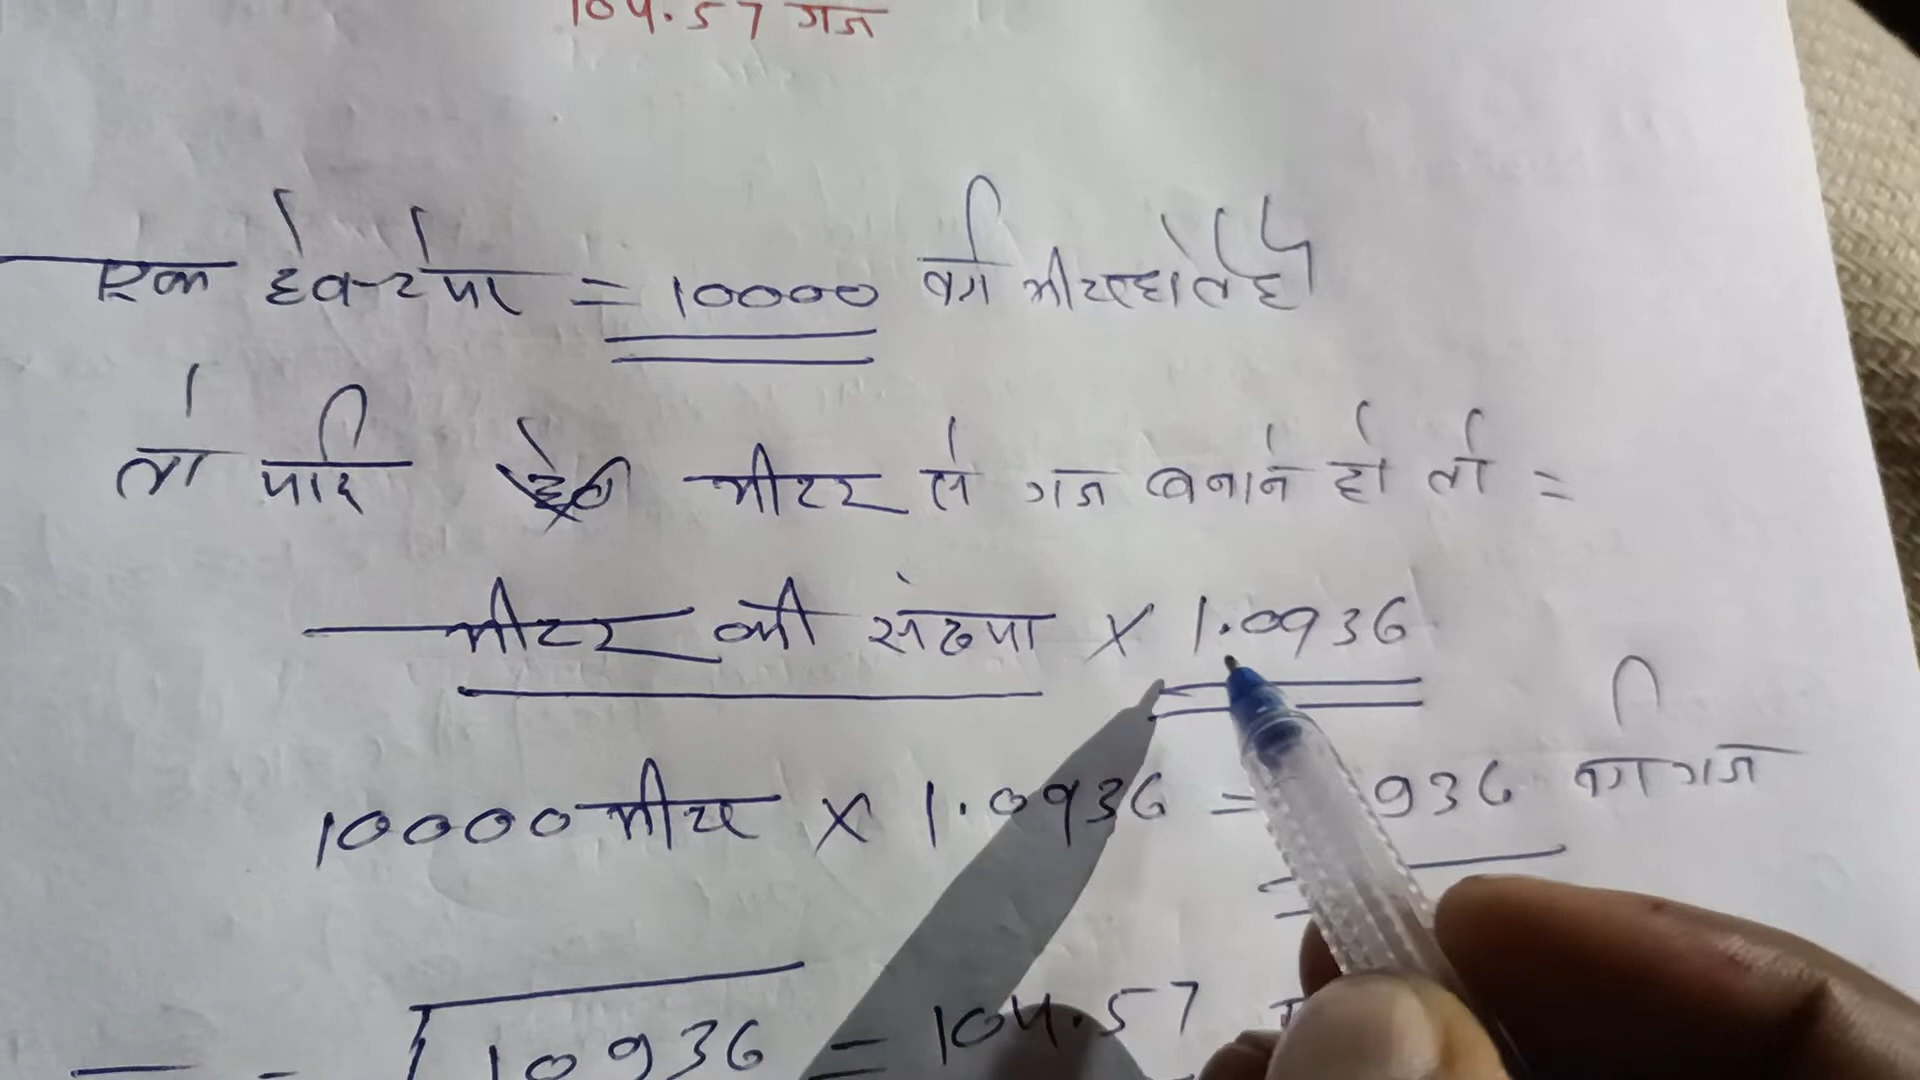 104.57 गज
एक हेक्टेयर = 10000 वर्ग मीटर होते है
तो यदि मीटर से गज बनाने हो तो =
मीटर की संख्या × 1.0936
10000 मीटर × 1.0936 = 936 वर्ग गज
√10936 = 104.57